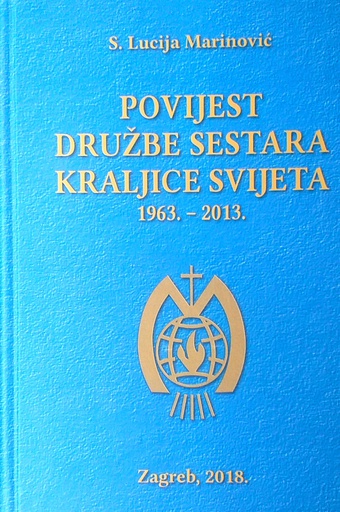 S. Lucija Marinović
POVIJEST
DRUŽBE SESTARA
KRALJICE SVIJETA
1963. – 2013.
Zagreb, 2018.